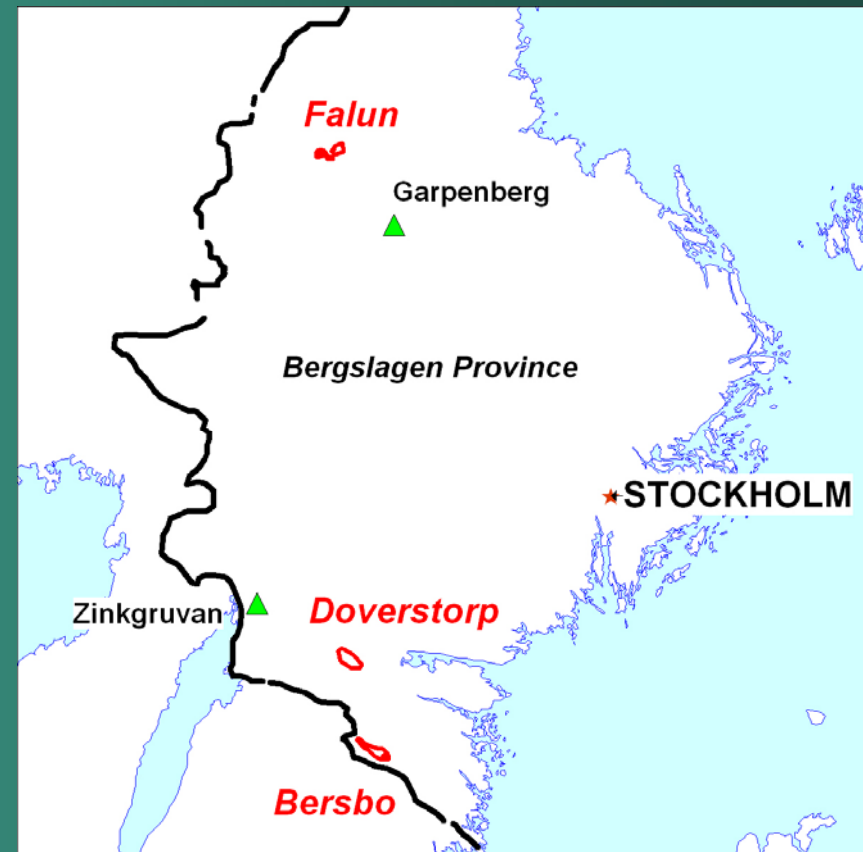 Falun
Garpenberg
Bergslagen Province
STOCKHOLM
Zinkgruvan
Doverstorp
Bersbo